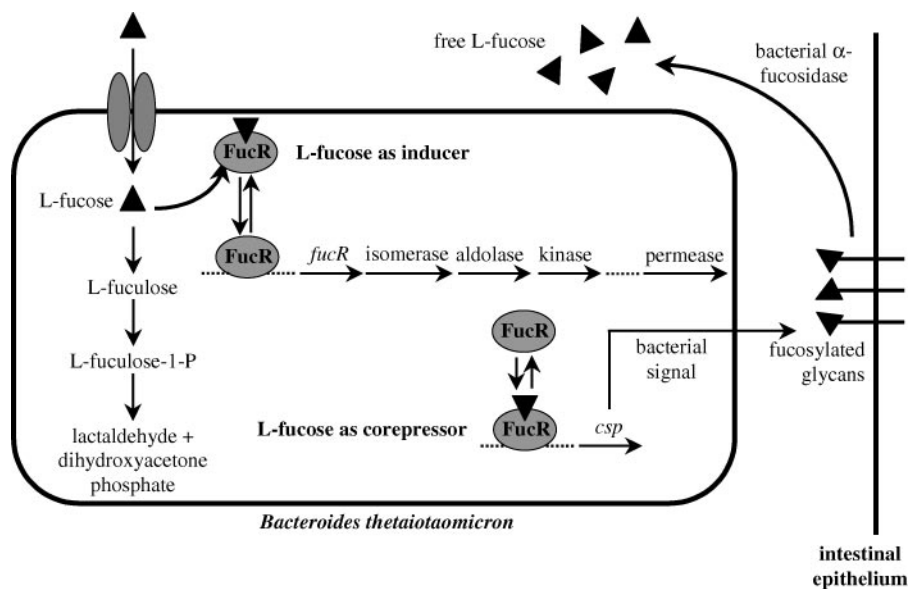 free L-fucose
bacterial α-
fucosidase
FucR
L-fucose as inducer
L-fucose
FucR
fucR
isomerase
aldolase
kinase
permease
L-fuculose
FucR
L-fuculose-1-P
bacterial
signal
fucosylated
glycans
L-fucose as corepressor
FucR
csp
lactaldehyde +
dihydroxyacetone
phosphate
Bacteroides thetaiotaomicron
intestinal
epithelium